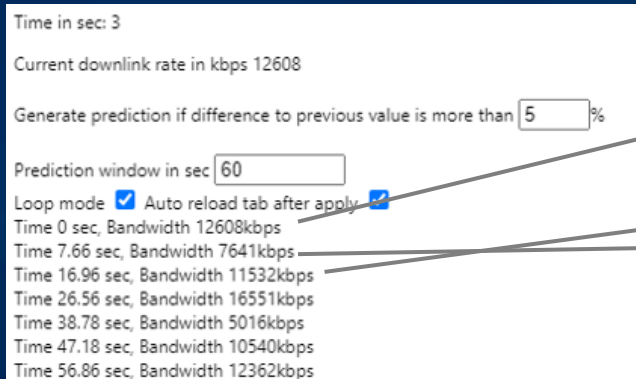 Time in sec: 3
Current downlink rate in kbps 12608
Generate prediction if difference to previous value is more than 5 %
Prediction window in sec 60
Loop mode Auto reload tab after apply
Time 0 sec, Bandwidth 12608kbps
Time 7.66 sec, Bandwidth 7641kbps
Time 16.96 sec, Bandwidth 11532kbps
Time 26.56 sec, Bandwidth 16551kbps
Time 38.78 sec, Bandwidth 5016kbps
Time 47.18 sec, Bandwidth 10540kbps
Time 56.86 sec, Bandwidth 12362kbps